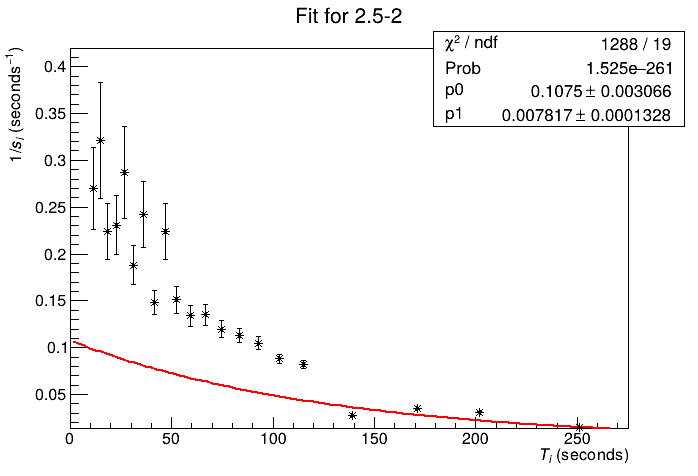 Fit for 2.5-2
χ² / ndf 1288 / 19
Prob 1.525e-261
p0 0.1075 ± 0.003066
p1 0.007817 ± 0.0001328
1/sᵢ (seconds⁻¹)
0.4
0.35
0.3
0.25
0.2
0.15
0.1
0.05
0 50 100 150 200 250
Tᵢ (seconds)